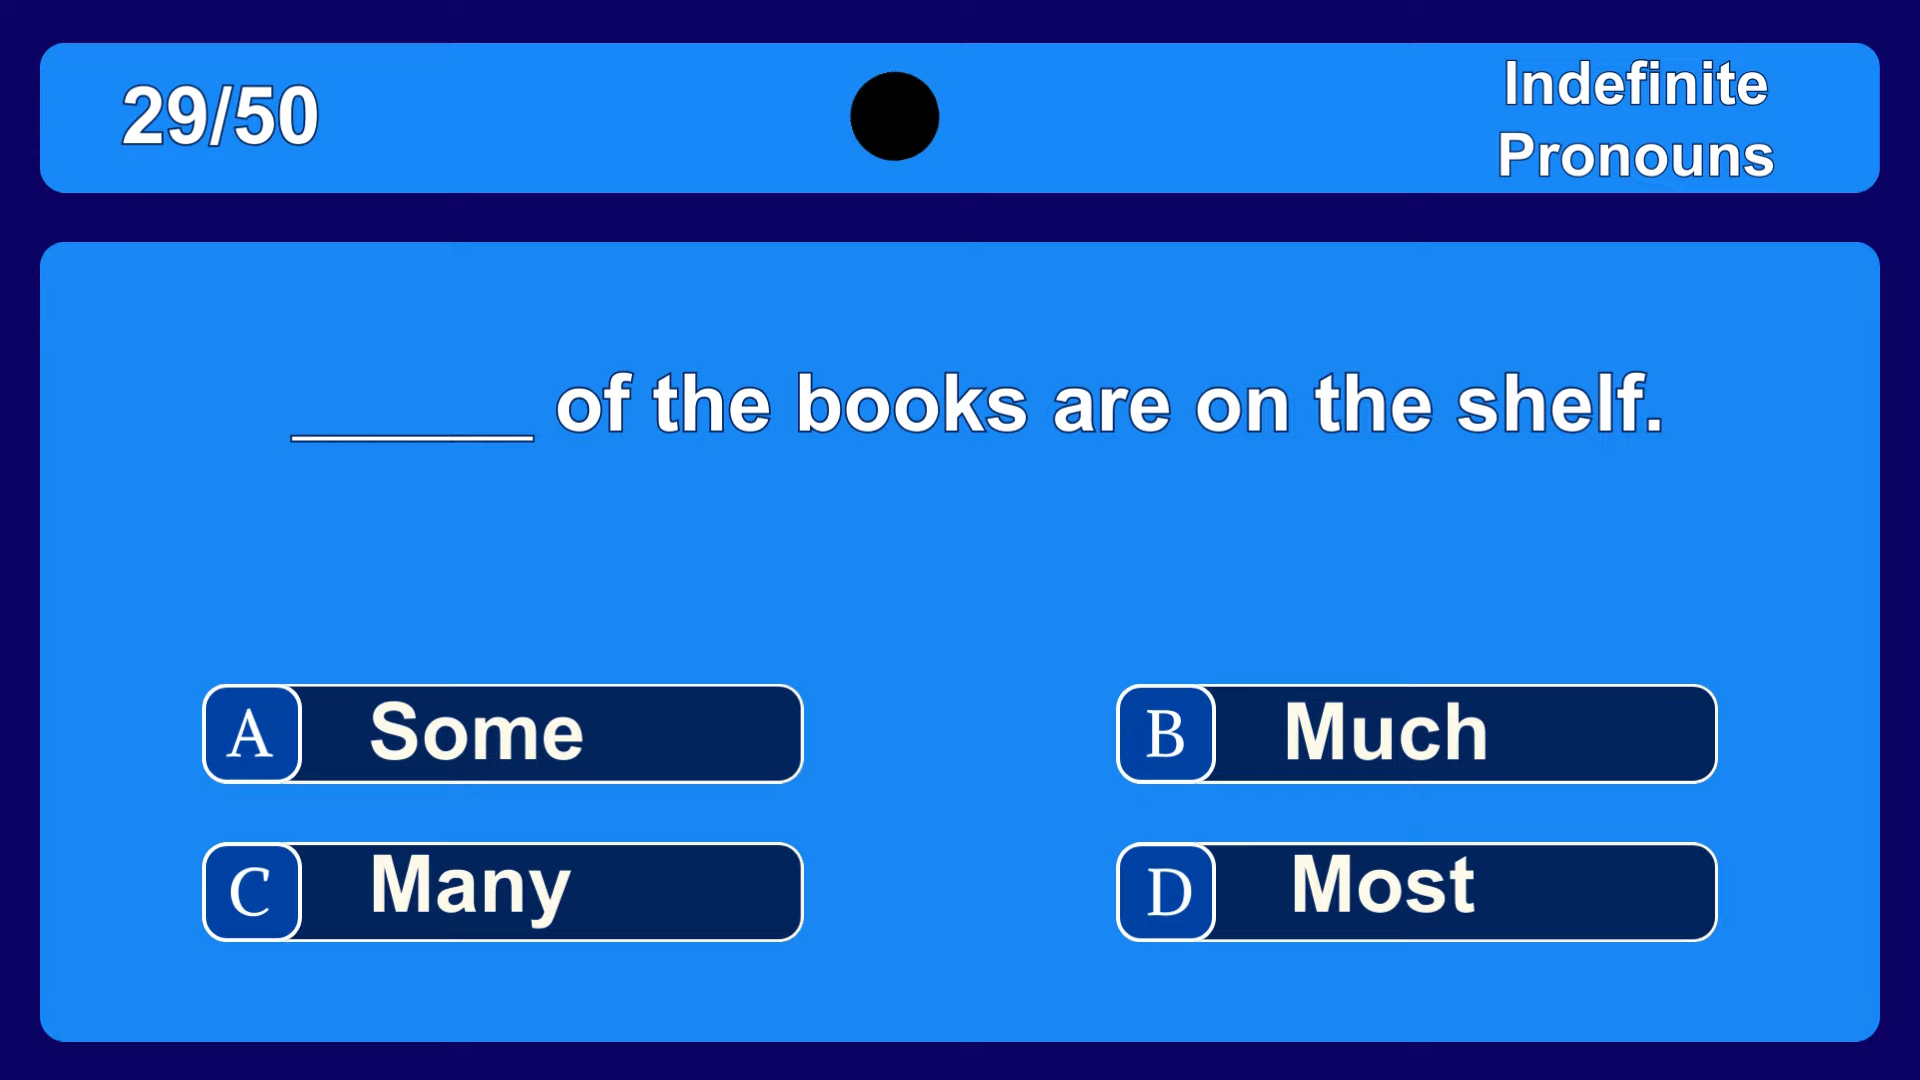 29/50
Indefinite
Pronouns
______ of the books are on the shelf.
A Some
B Much
C Many
D Most